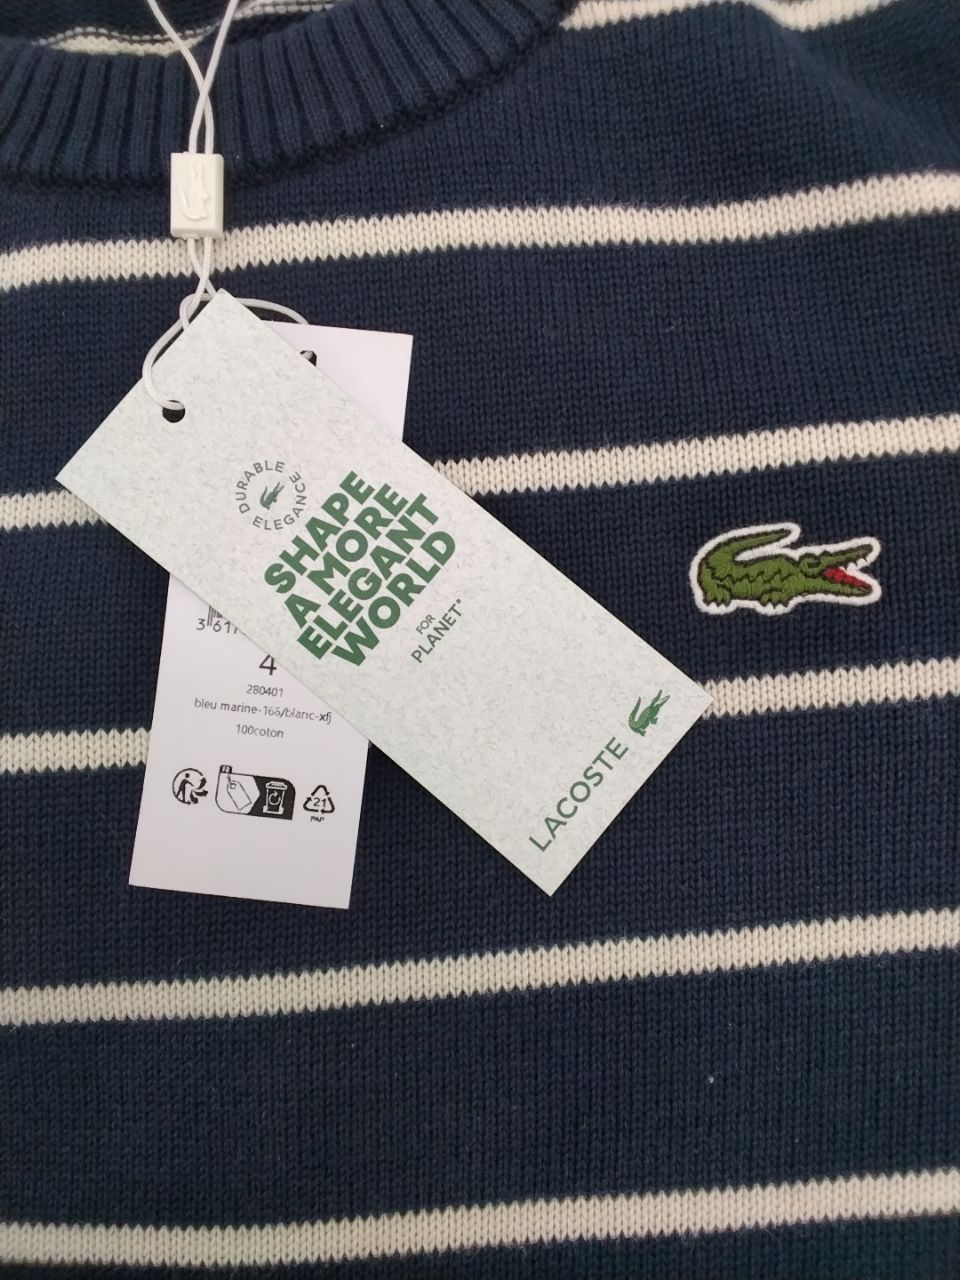 DURABLE
ELEGANCE
SHAPE
A MORE
ELEGANT
WORLD
FOR
PLANET*
LACOSTE
4
280401
bleu marine-166/blanc-xfj
100coton
21
PAP